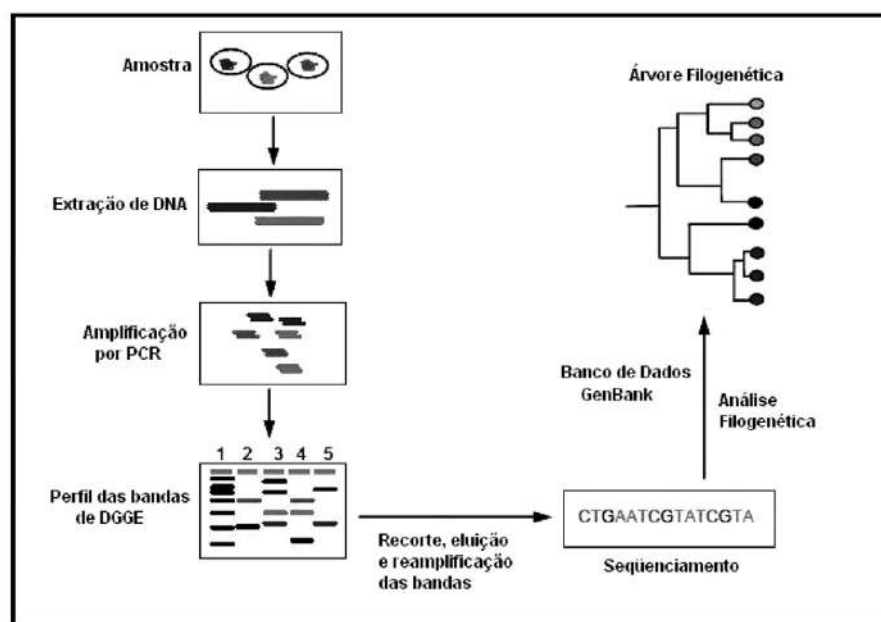 Amostra
Extração de DNA
Amplificação
por PCR
1 2 3 4 5
Perfil das bandas
de DGGE
Recorte, eluição
e reamplificação
das bandas
CTGAATCGTATCGTA
Seqüenciamento
Banco de Dados
GenBank
Análise
Filogenética
Árvore Filogenética